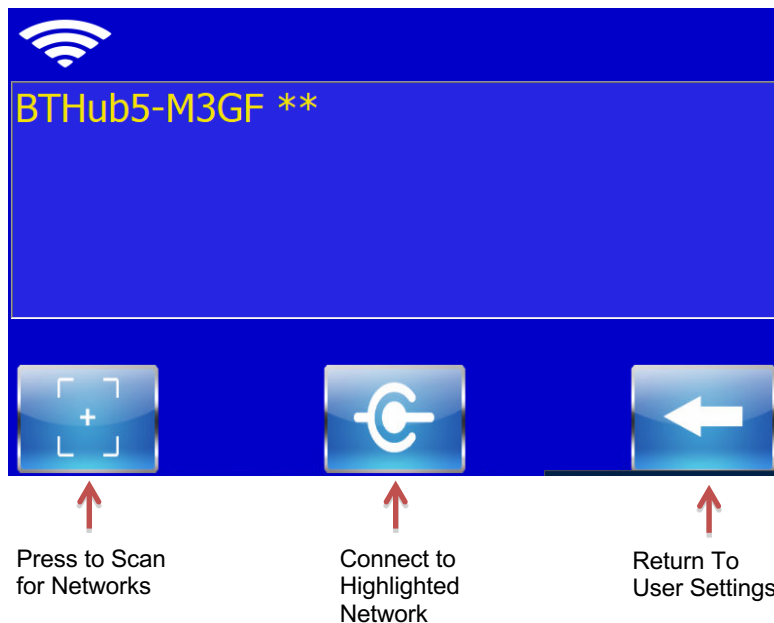 BTHub5-M3GF **
Press to Scan
for Networks
Connect to
Highlighted
Network
Return To
User Settings